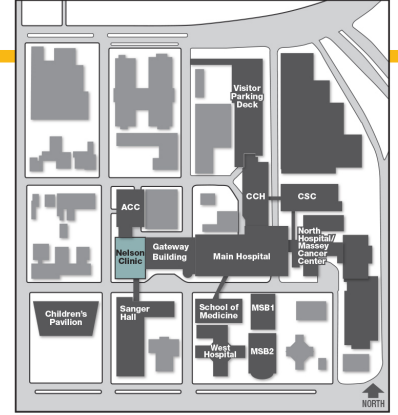 Visitor
Parking
Deck
ACC
CCH
CSC
Nelson
Clinic
Gateway
Building
Main Hospital
North
Hospital/
Massey
Cancer
Center
Children's
Pavilion
Sanger
Hall
School of
Medicine
MSB1
West
Hospital
MSB2
NORTH